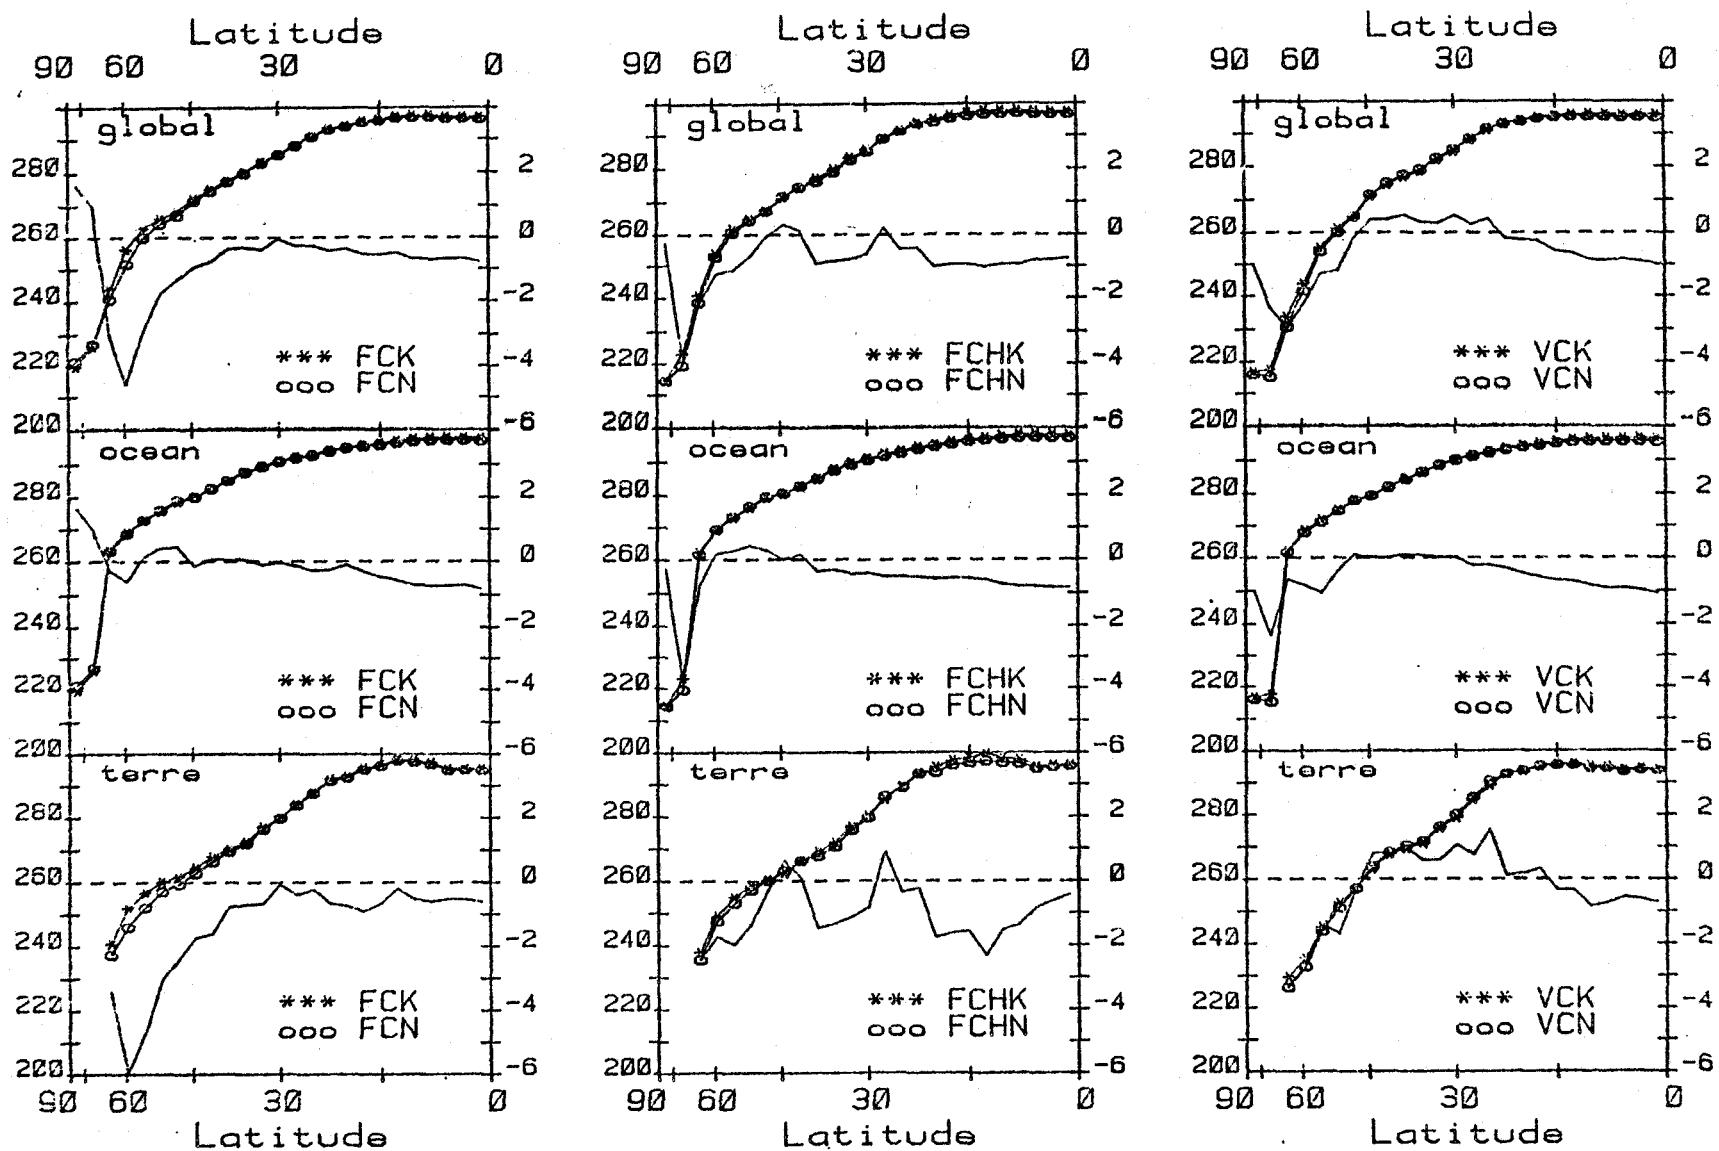 Latitude
90 60 30 0
global
280 2
260 0
240 -2
*** FCK
220 -4
ooo FCN
200 -6
ocean
280 2
260 0
240 -2
*** FCK
220 -4
ooo FCN
200 -6
terre
280 2
260 0
240 -2
*** FCK
220 -4
ooo FCN
200 -6
90 60 30 0
Latitude
Latitude
90 60 30 0
global
280 2
260 0
240 -2
*** FCHK
220 -4
ooo FCHN
200 -6
ocean
280 2
260 0
240 -2
*** FCHK
220 -4
ooo FCHN
200 -6
terre
280 2
260 0
240 -2
*** FCHK
220 -4
ooo FCHN
200 -6
90 60 30 0
Latitude
Latitude
90 60 30 0
global
280 2
260 0
240 -2
*** VCK
220 -4
ooo VCN
200 -6
ocean
280 2
260 0
240 -2
*** VCK
220 -4
ooo VCN
200 -6
terre
280 2
260 0
240 -2
*** VCK
220 -4
ooo VCN
200 -6
90 60 30 0
Latitude